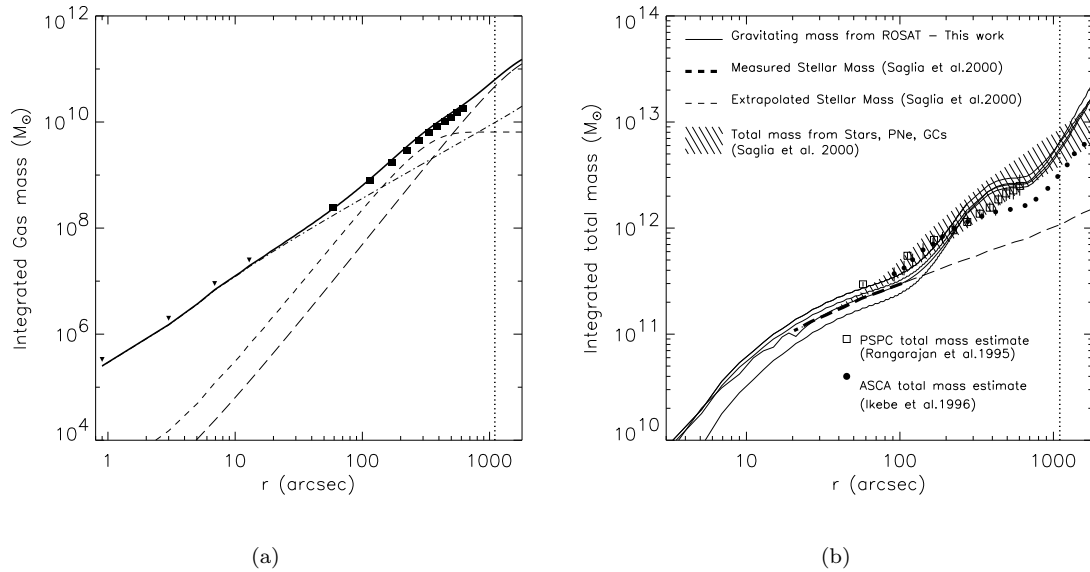 10^12
10^10
10^8
10^6
10^4
Integrated Gas mass (M⊙)
1
10
100
1000
r (arcsec)
(a)
10^14
10^13
10^12
10^11
10^10
Integrated total mass (M⊙)
Gravitating mass from ROSAT – This work
Measured Stellar Mass (Saglia et al.2000)
Extrapolated Stellar Mass (Saglia et al.2000)
Total mass from Stars, PNe, GCs
(Saglia et al. 2000)
PSPC total mass estimate
(Rangarajan et al.1995)
ASCA total mass estimate
(Ikebe et al.1996)
10
100
1000
r (arcsec)
(b)